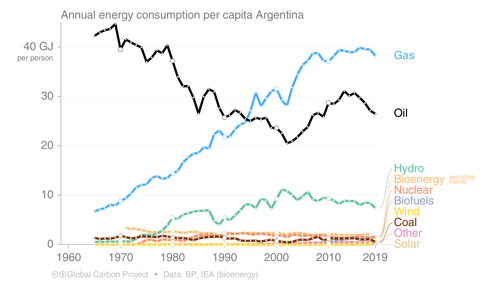 Annual energy consumption per capita Argentina
40 GJ
per person
30
20
10
0
Gas
Oil
Hydro
Bioenergy excluding liquids
Nuclear
Biofuels
Wind
Coal
Other
Solar
1960 1970 1980 1990 2000 2010 2019
Global Carbon Project • Data: BP, IEA (bioenergy)